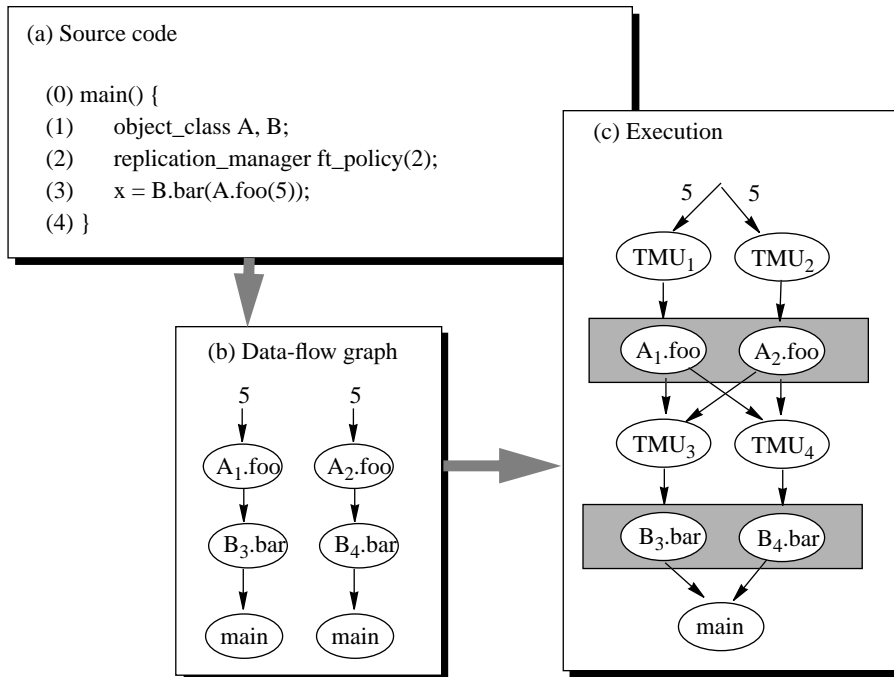 (a) Source code
(0) main() {
(1) object_class A, B;
(2) replication_manager ft_policy(2);
(3) x = B.bar(A.foo(5));
(4) }
(b) Data-flow graph
5 5
A1.foo A2.foo
B3.bar B4.bar
main main
(c) Execution
5 5
TMU1 TMU2
A1.foo A2.foo
TMU3 TMU4
B3.bar B4.bar
main